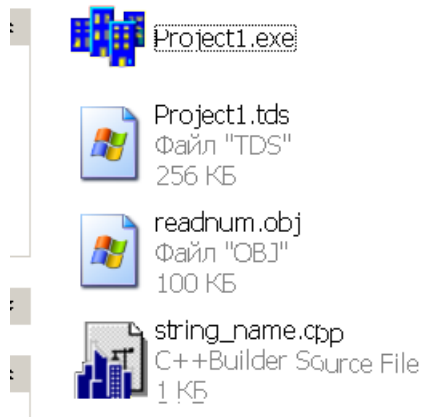 Project1.exe
Project1.tds
Файл "TDS"
256 КБ
readnum.obj
Файл "OBJ"
100 КБ
string_name.cpp
C++Builder Source File
1 КБ